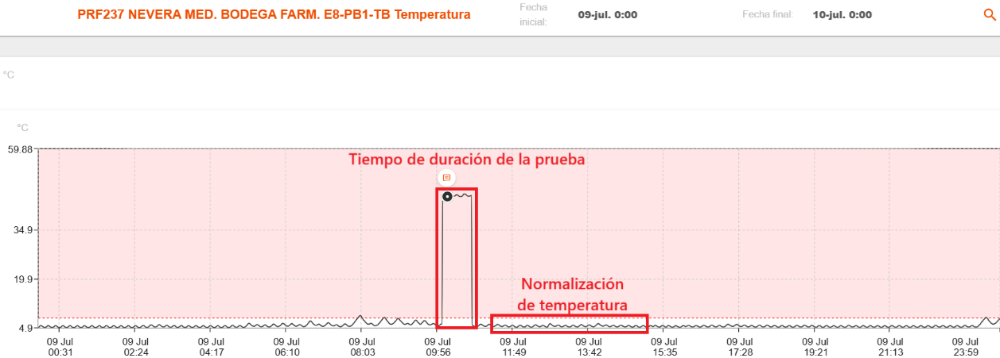 PRF237 NEVERA MED. BODEGA FARM. E8-PB1-TB Temperatura
Fecha
inicial:
09-jul. 0:00
Fecha final:
10-jul. 0:00
°C
°C
59.88
Tiempo de duración de la prueba
34.9
19.9
Normalización
de temperatura
4.9
09 Jul 09 Jul 09 Jul 09 Jul 09 Jul 09 Jul 09 Jul 09 Jul 09 Jul 09 Jul 09 Jul 09 Jul 09 Jul
00:31 02:24 04:17 06:10 08:03 09:56 11:49 13:42 15:35 17:28 19:21 21:13 23:59